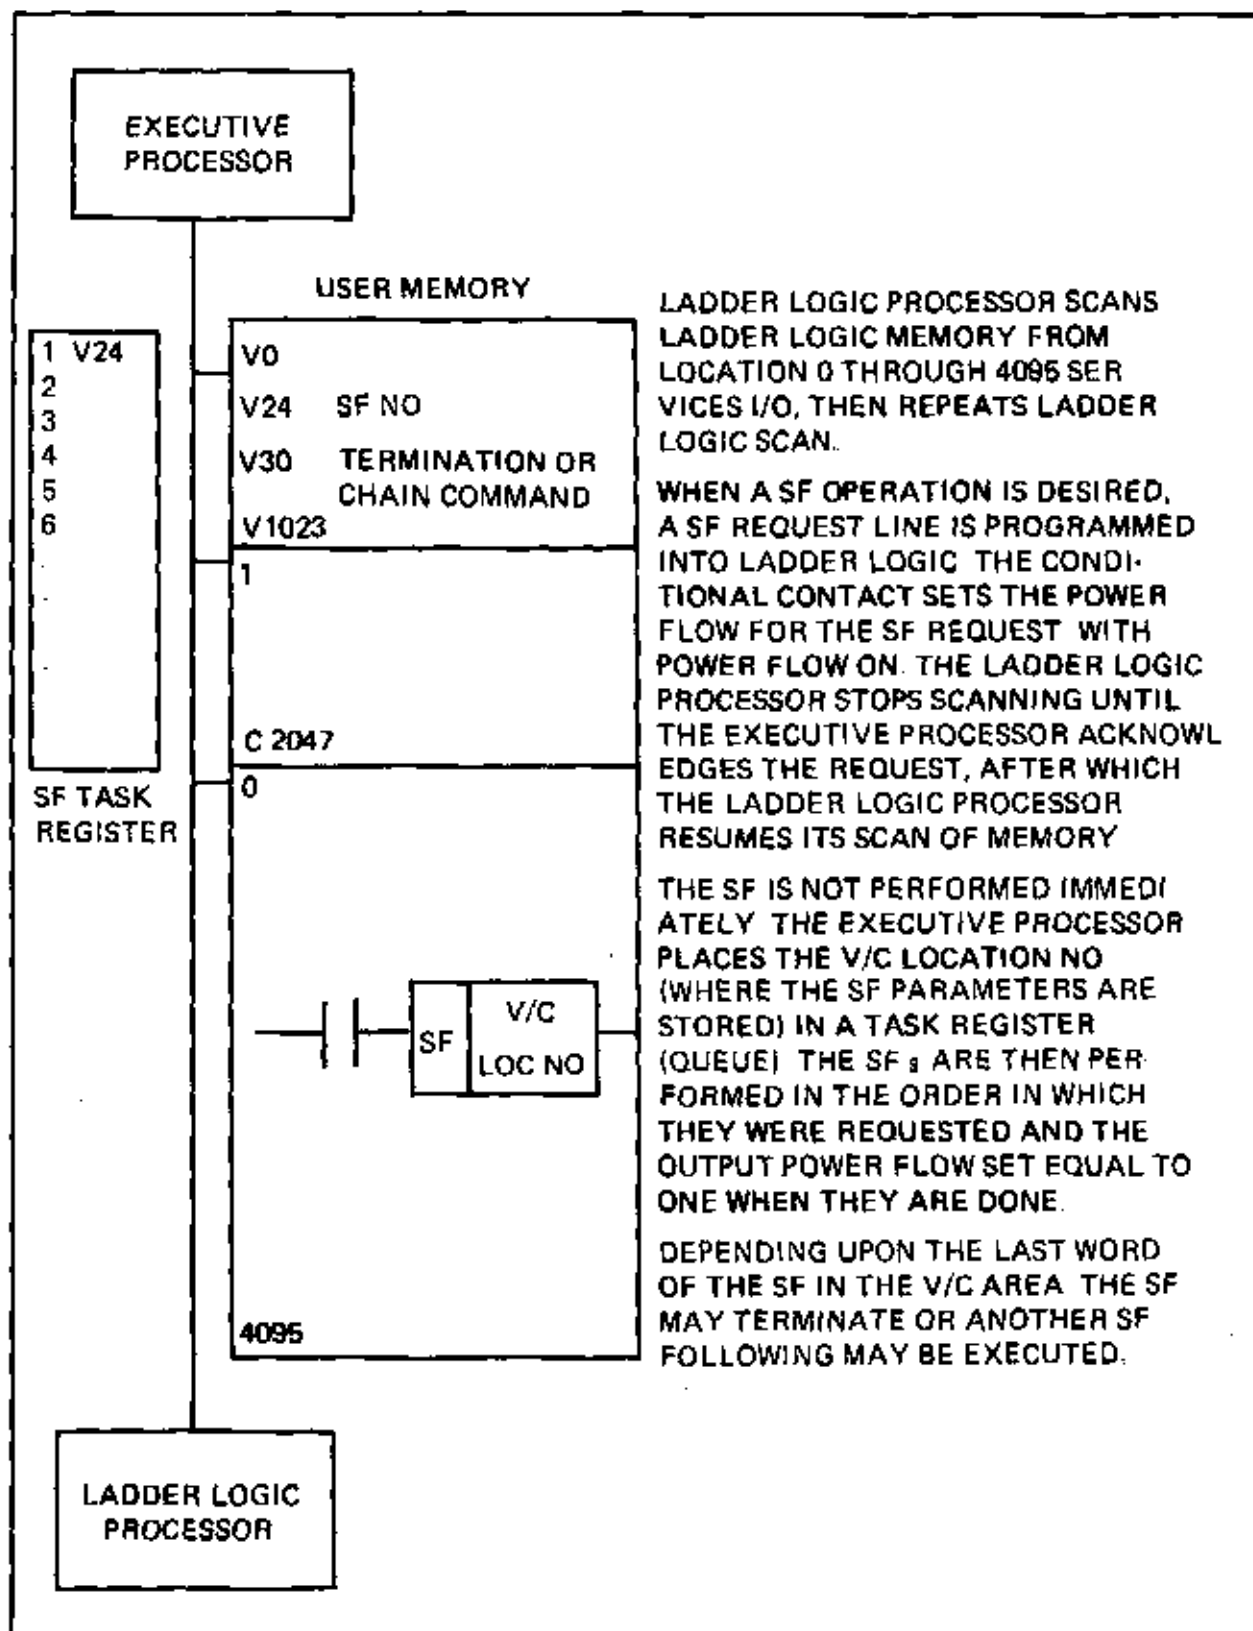 EXECUTIVE
PROCESSOR
USER MEMORY
1 V24
2
3
4
5
6
SF TASK
REGISTER
V0
V24 SF NO
V30 TERMINATION OR
CHAIN COMMAND
V1023
1
C 2047
0
SF
V/C
LOC NO
4095
LADDER LOGIC
PROCESSOR
LADDER LOGIC PROCESSOR SCANS
LADDER LOGIC MEMORY FROM
LOCATION 0 THROUGH 4095 SER
VICES I/O, THEN REPEATS LADDER
LOGIC SCAN.
WHEN A SF OPERATION IS DESIRED,
A SF REQUEST LINE IS PROGRAMMED
INTO LADDER LOGIC THE CONDI-
TIONAL CONTACT SETS THE POWER
FLOW FOR THE SF REQUEST WITH
POWER FLOW ON. THE LADDER LOGIC
PROCESSOR STOPS SCANNING UNTIL
THE EXECUTIVE PROCESSOR ACKNOWL
EDGES THE REQUEST, AFTER WHICH
THE LADDER LOGIC PROCESSOR
RESUMES ITS SCAN OF MEMORY
THE SF IS NOT PERFORMED IMMEDI
ATELY THE EXECUTIVE PROCESSOR
PLACES THE V/C LOCATION NO
(WHERE THE SF PARAMETERS ARE
STORED) IN A TASK REGISTER
(QUEUE) THE SF s ARE THEN PER-
FORMED IN THE ORDER IN WHICH
THEY WERE REQUESTED AND THE
OUTPUT POWER FLOW SET EQUAL TO
ONE WHEN THEY ARE DONE.
DEPENDING UPON THE LAST WORD
OF THE SF IN THE V/C AREA THE SF
MAY TERMINATE OR ANOTHER SF
FOLLOWING MAY BE EXECUTED.